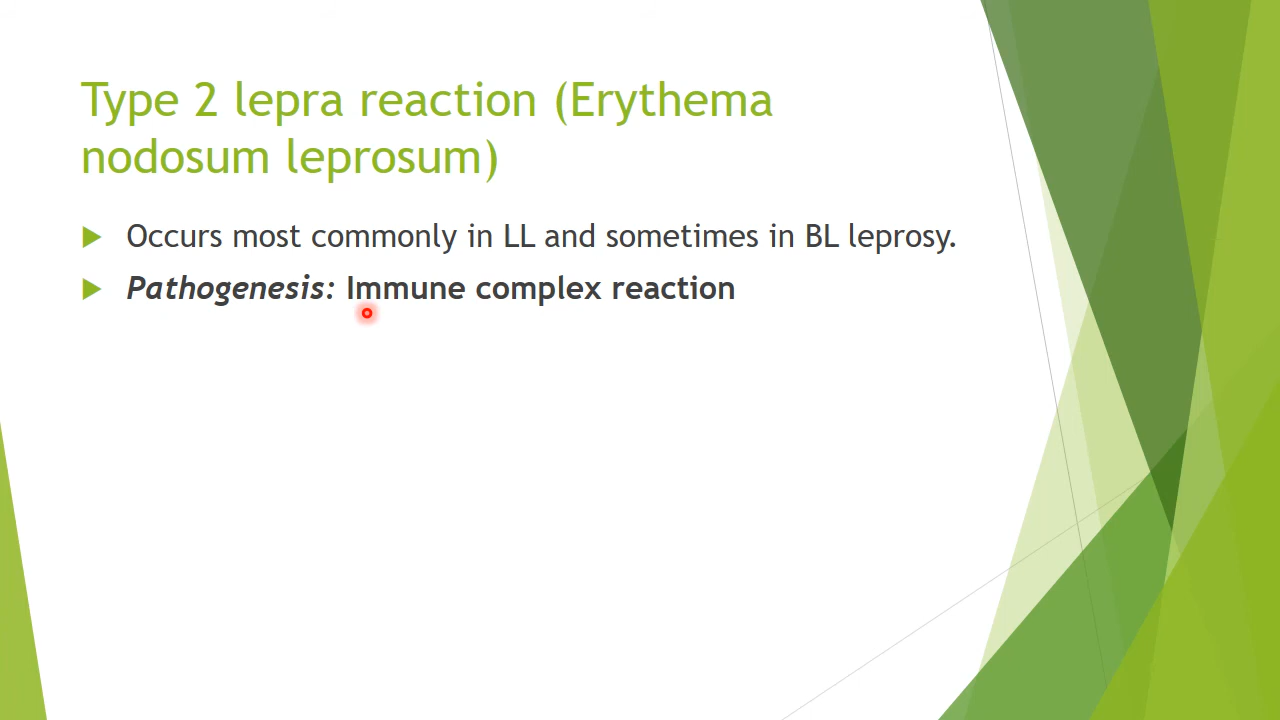 Type 2 lepra reaction (Erythema
nodosum leprosum)
Occurs most commonly in LL and sometimes in BL leprosy.
Pathogenesis: Immune complex reaction